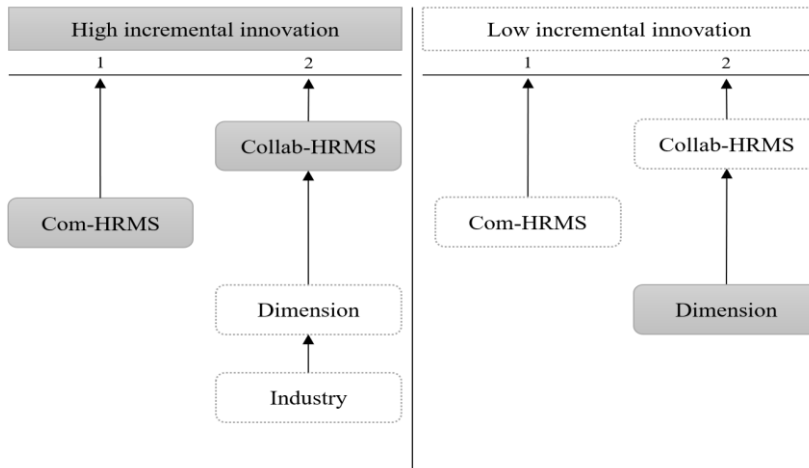 High incremental innovation
1
2
Collab-HRMS
Com-HRMS
Dimension
Industry
Low incremental innovation
1
2
Collab-HRMS
Com-HRMS
Dimension